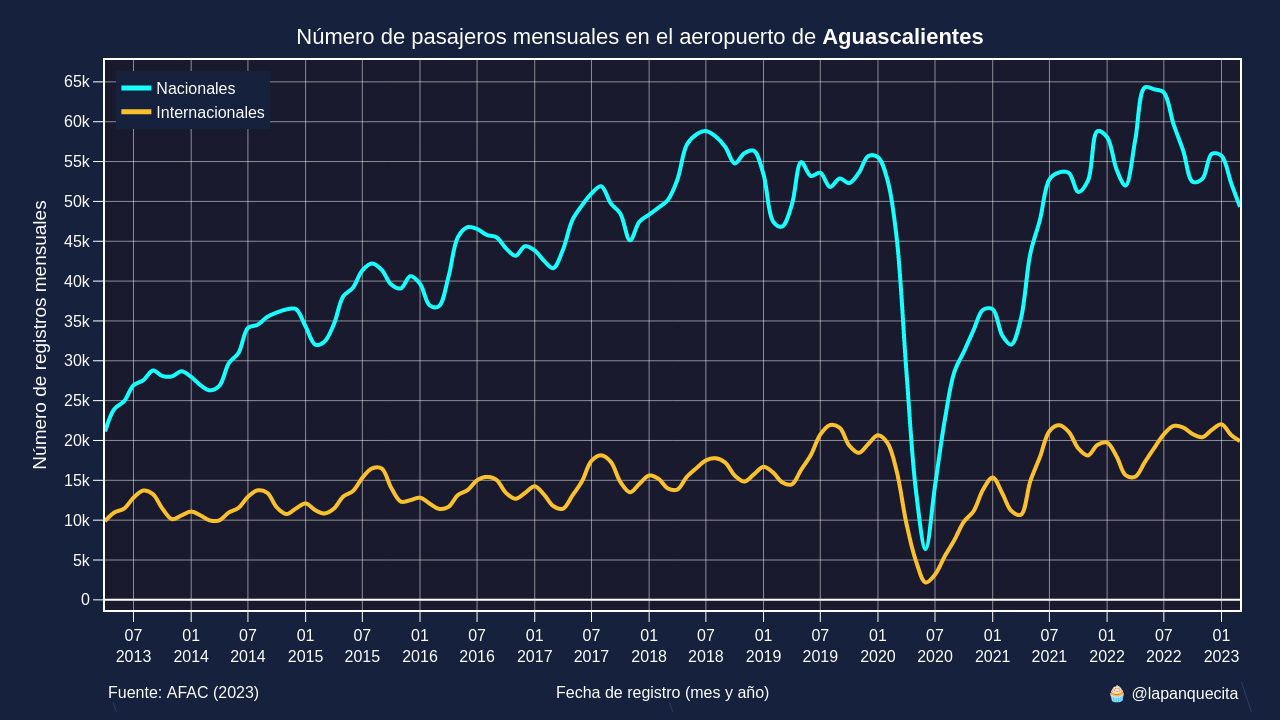 Número de pasajeros mensuales en el aeropuerto de Aguascalientes
Nacionales
Internacionales
Número de registros mensuales
65k
60k
55k
50k
45k
40k
35k
30k
25k
20k
15k
10k
5k
0
07 01 07 01 07 01 07 01 07 01 07 01 07 01 07 01 07 01 07 01
2013 2014 2014 2015 2015 2016 2016 2017 2017 2018 2018 2019 2019 2020 2020 2021 2021 2022 2022 2023
Fuente: AFAC (2023)
Fecha de registro (mes y año)
🧁 @lapanquecita